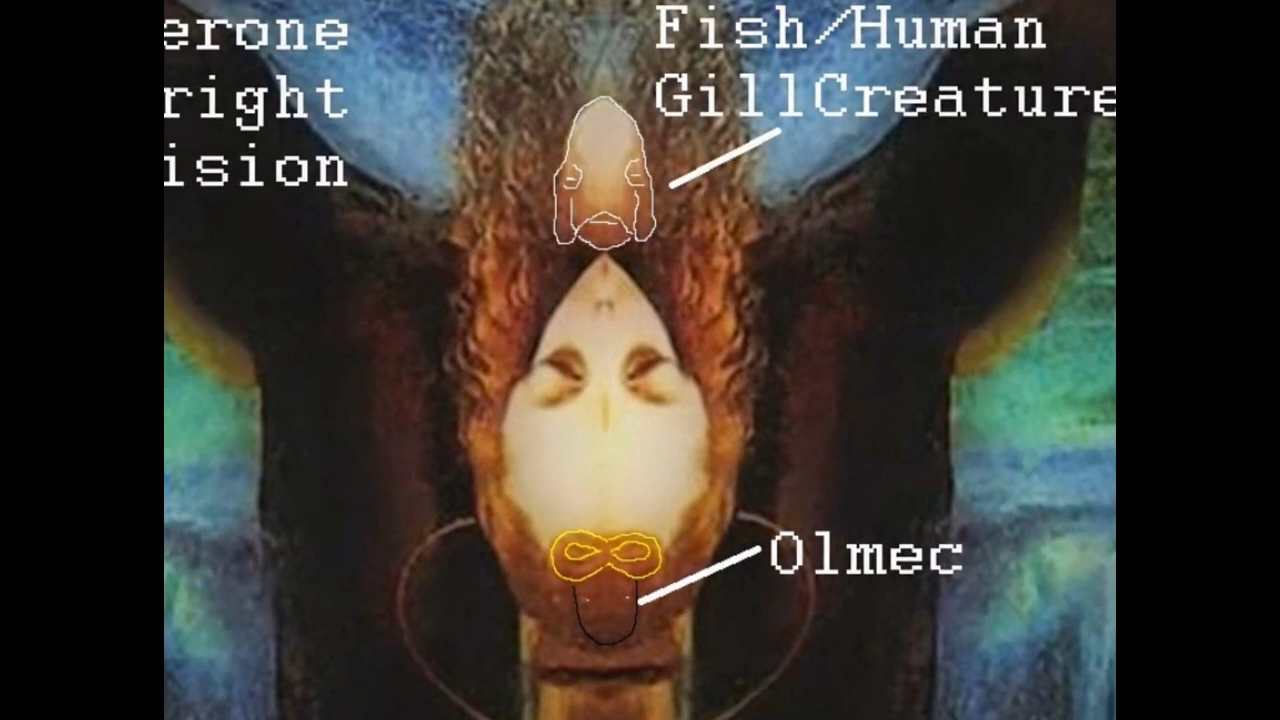 erone
right
ision
Fish/Human
GillCreature
Olmec